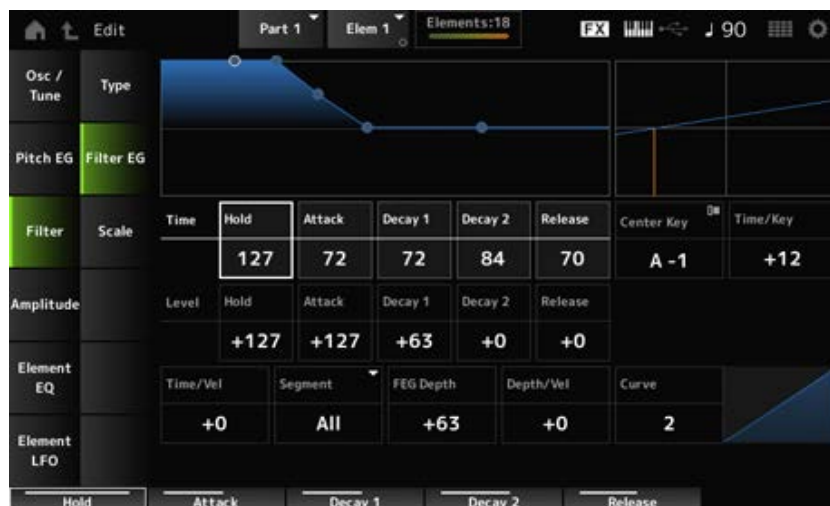 Edit Part 1 Elem 1 Elements:18 FX 90
Osc / Tune
Type
Pitch EG
Filter EG
Filter
Scale
Amplitude
Element EQ
Element LFO
Time Hold Attack Decay 1 Decay 2 Release Center Key Time/Key
127 72 72 84 70 A -1 +12
Level Hold Attack Decay 1 Decay 2 Release
+127 +127 +63 +0 +0
Time/Vel Segment FEG Depth Depth/Vel Curve
+0 All +63 +0 2
Hold Attack Decay 1 Decay 2 Release